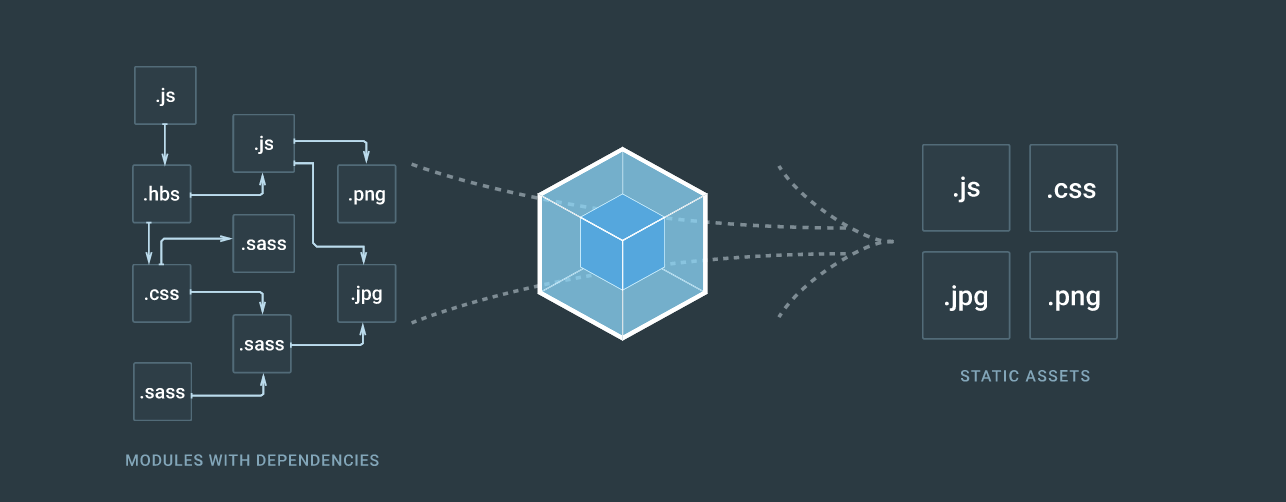 .js
.js
.hbs
.png
.sass
.css
.jpg
.sass
.sass
MODULES WITH DEPENDENCIES
.js
.css
.jpg
.png
STATIC ASSETS